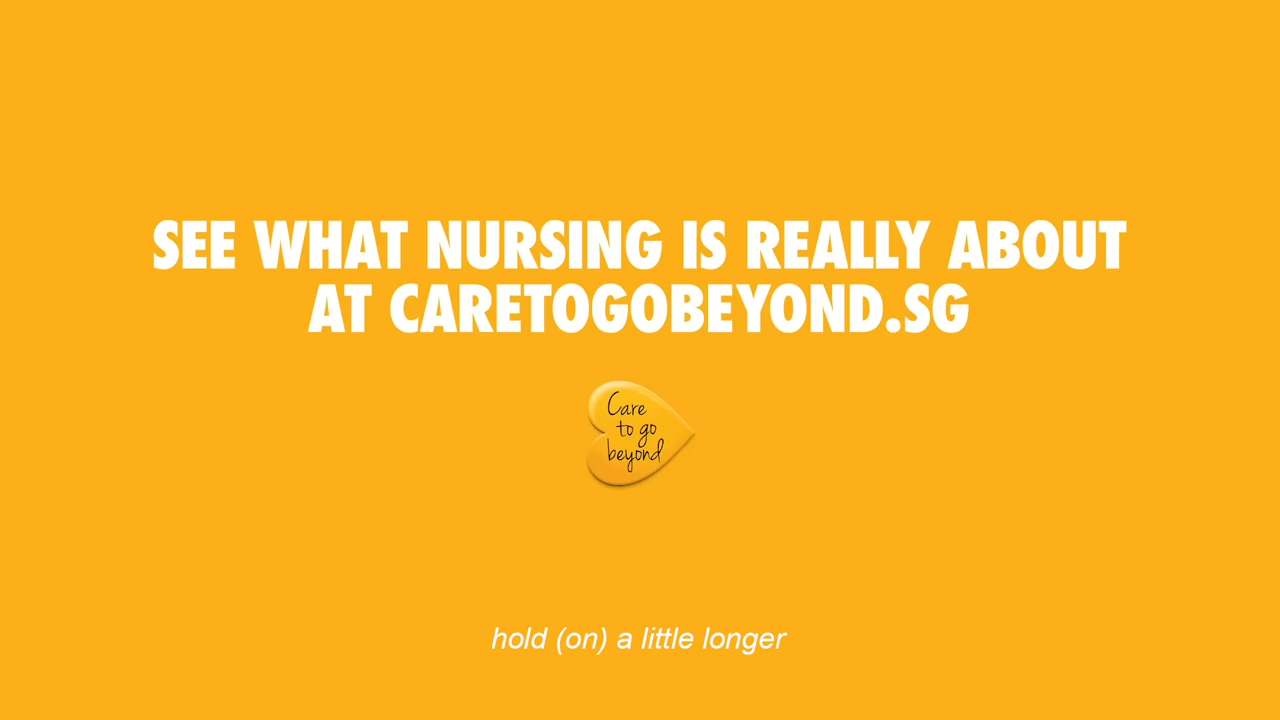 SEE WHAT NURSING IS REALLY ABOUT
AT CARETOGOBEYOND.SG
Care
to go
beyond
hold (on) a little longer